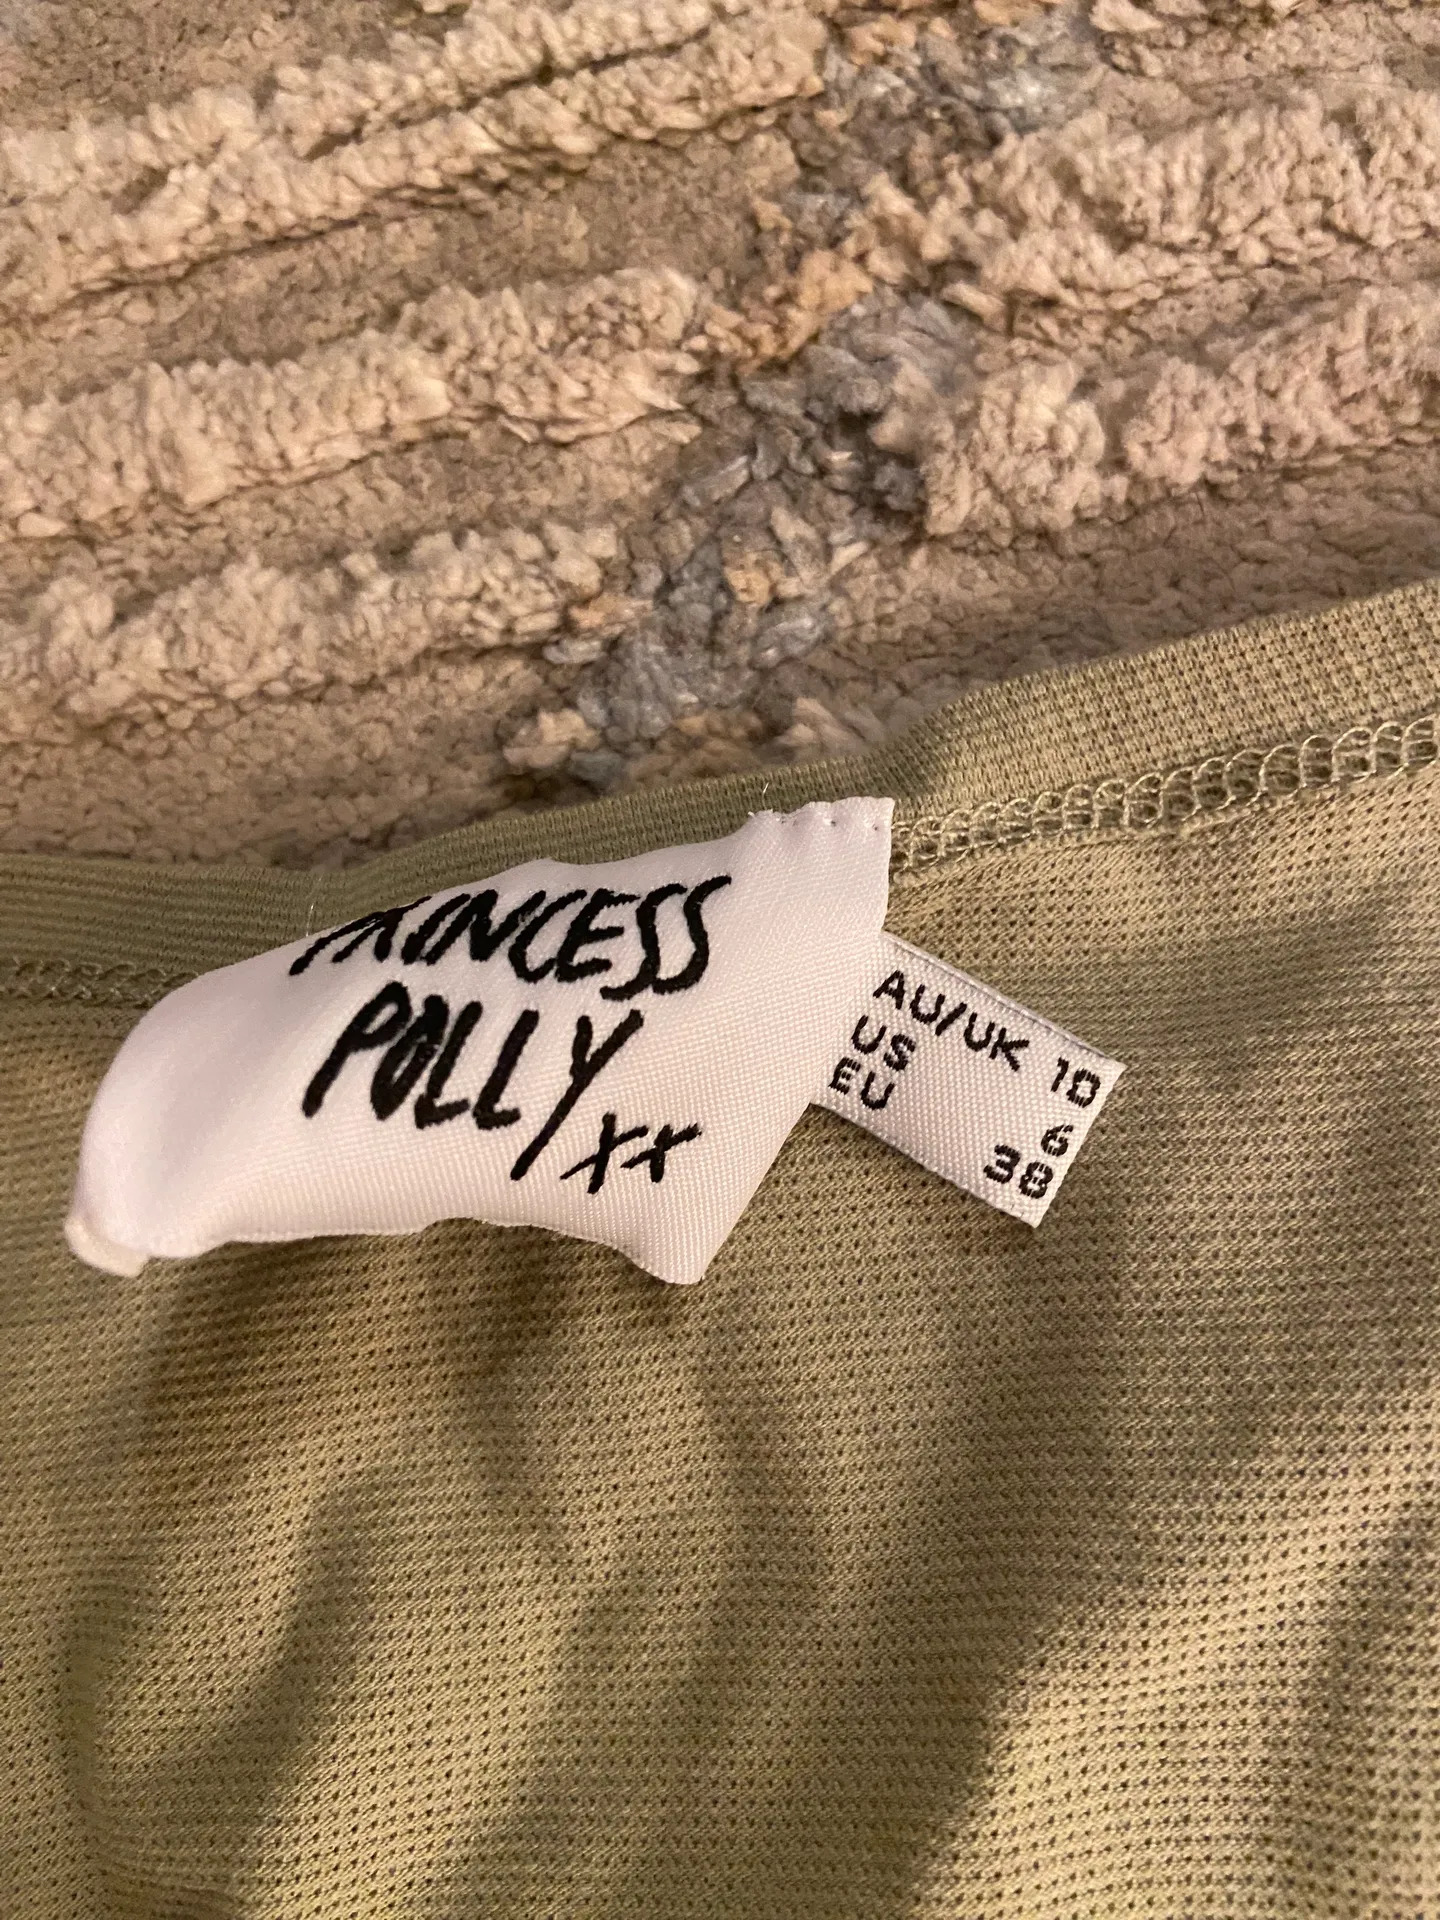 PRINCESS
POLLY xx
AU/UK 10
US 6
EU 38